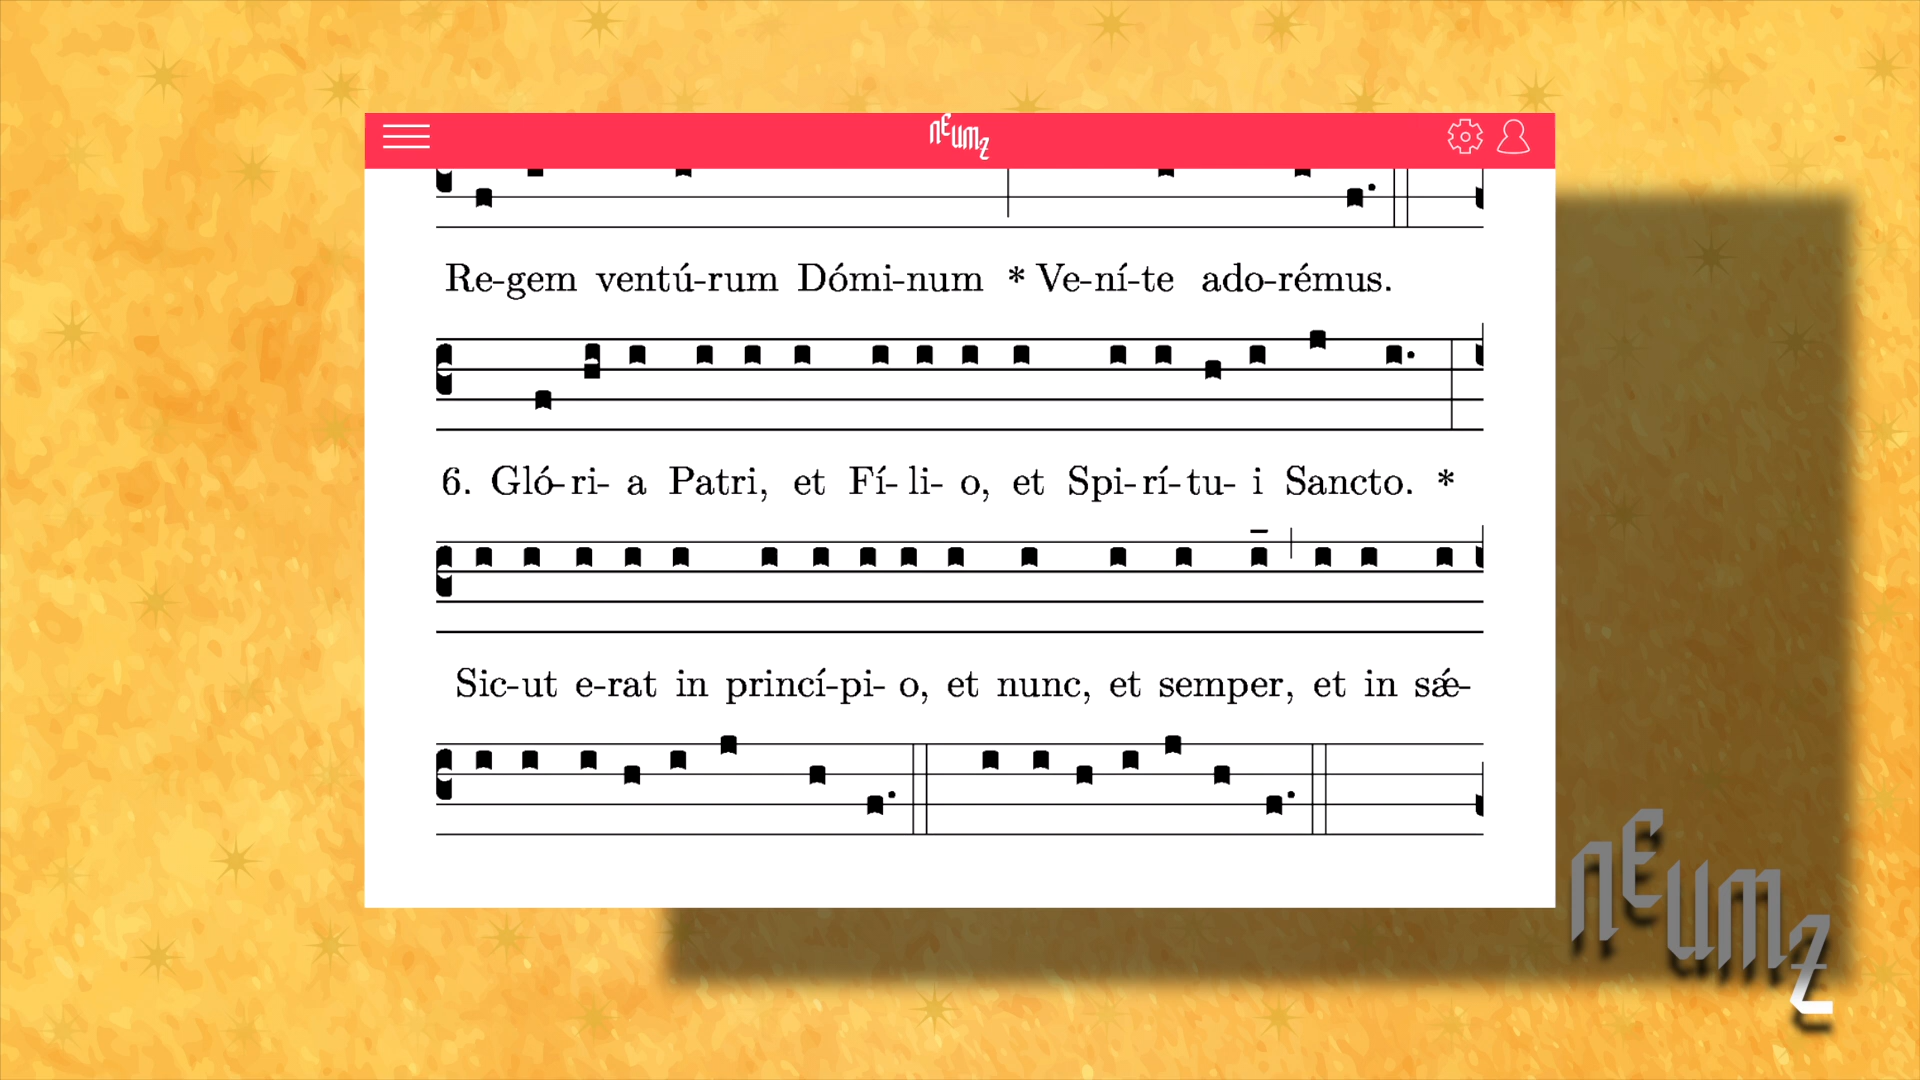 neumz
Re-gem ventú-rum Dómi-num * Ve-ní-te ado-rémus.
6. Gló-ri- a Patri, et Fí- li- o, et Spi-rí-tu- i Sancto. *
Sic-ut e-rat in princí-pi- o, et nunc, et semper, et in sǽ-
neumz